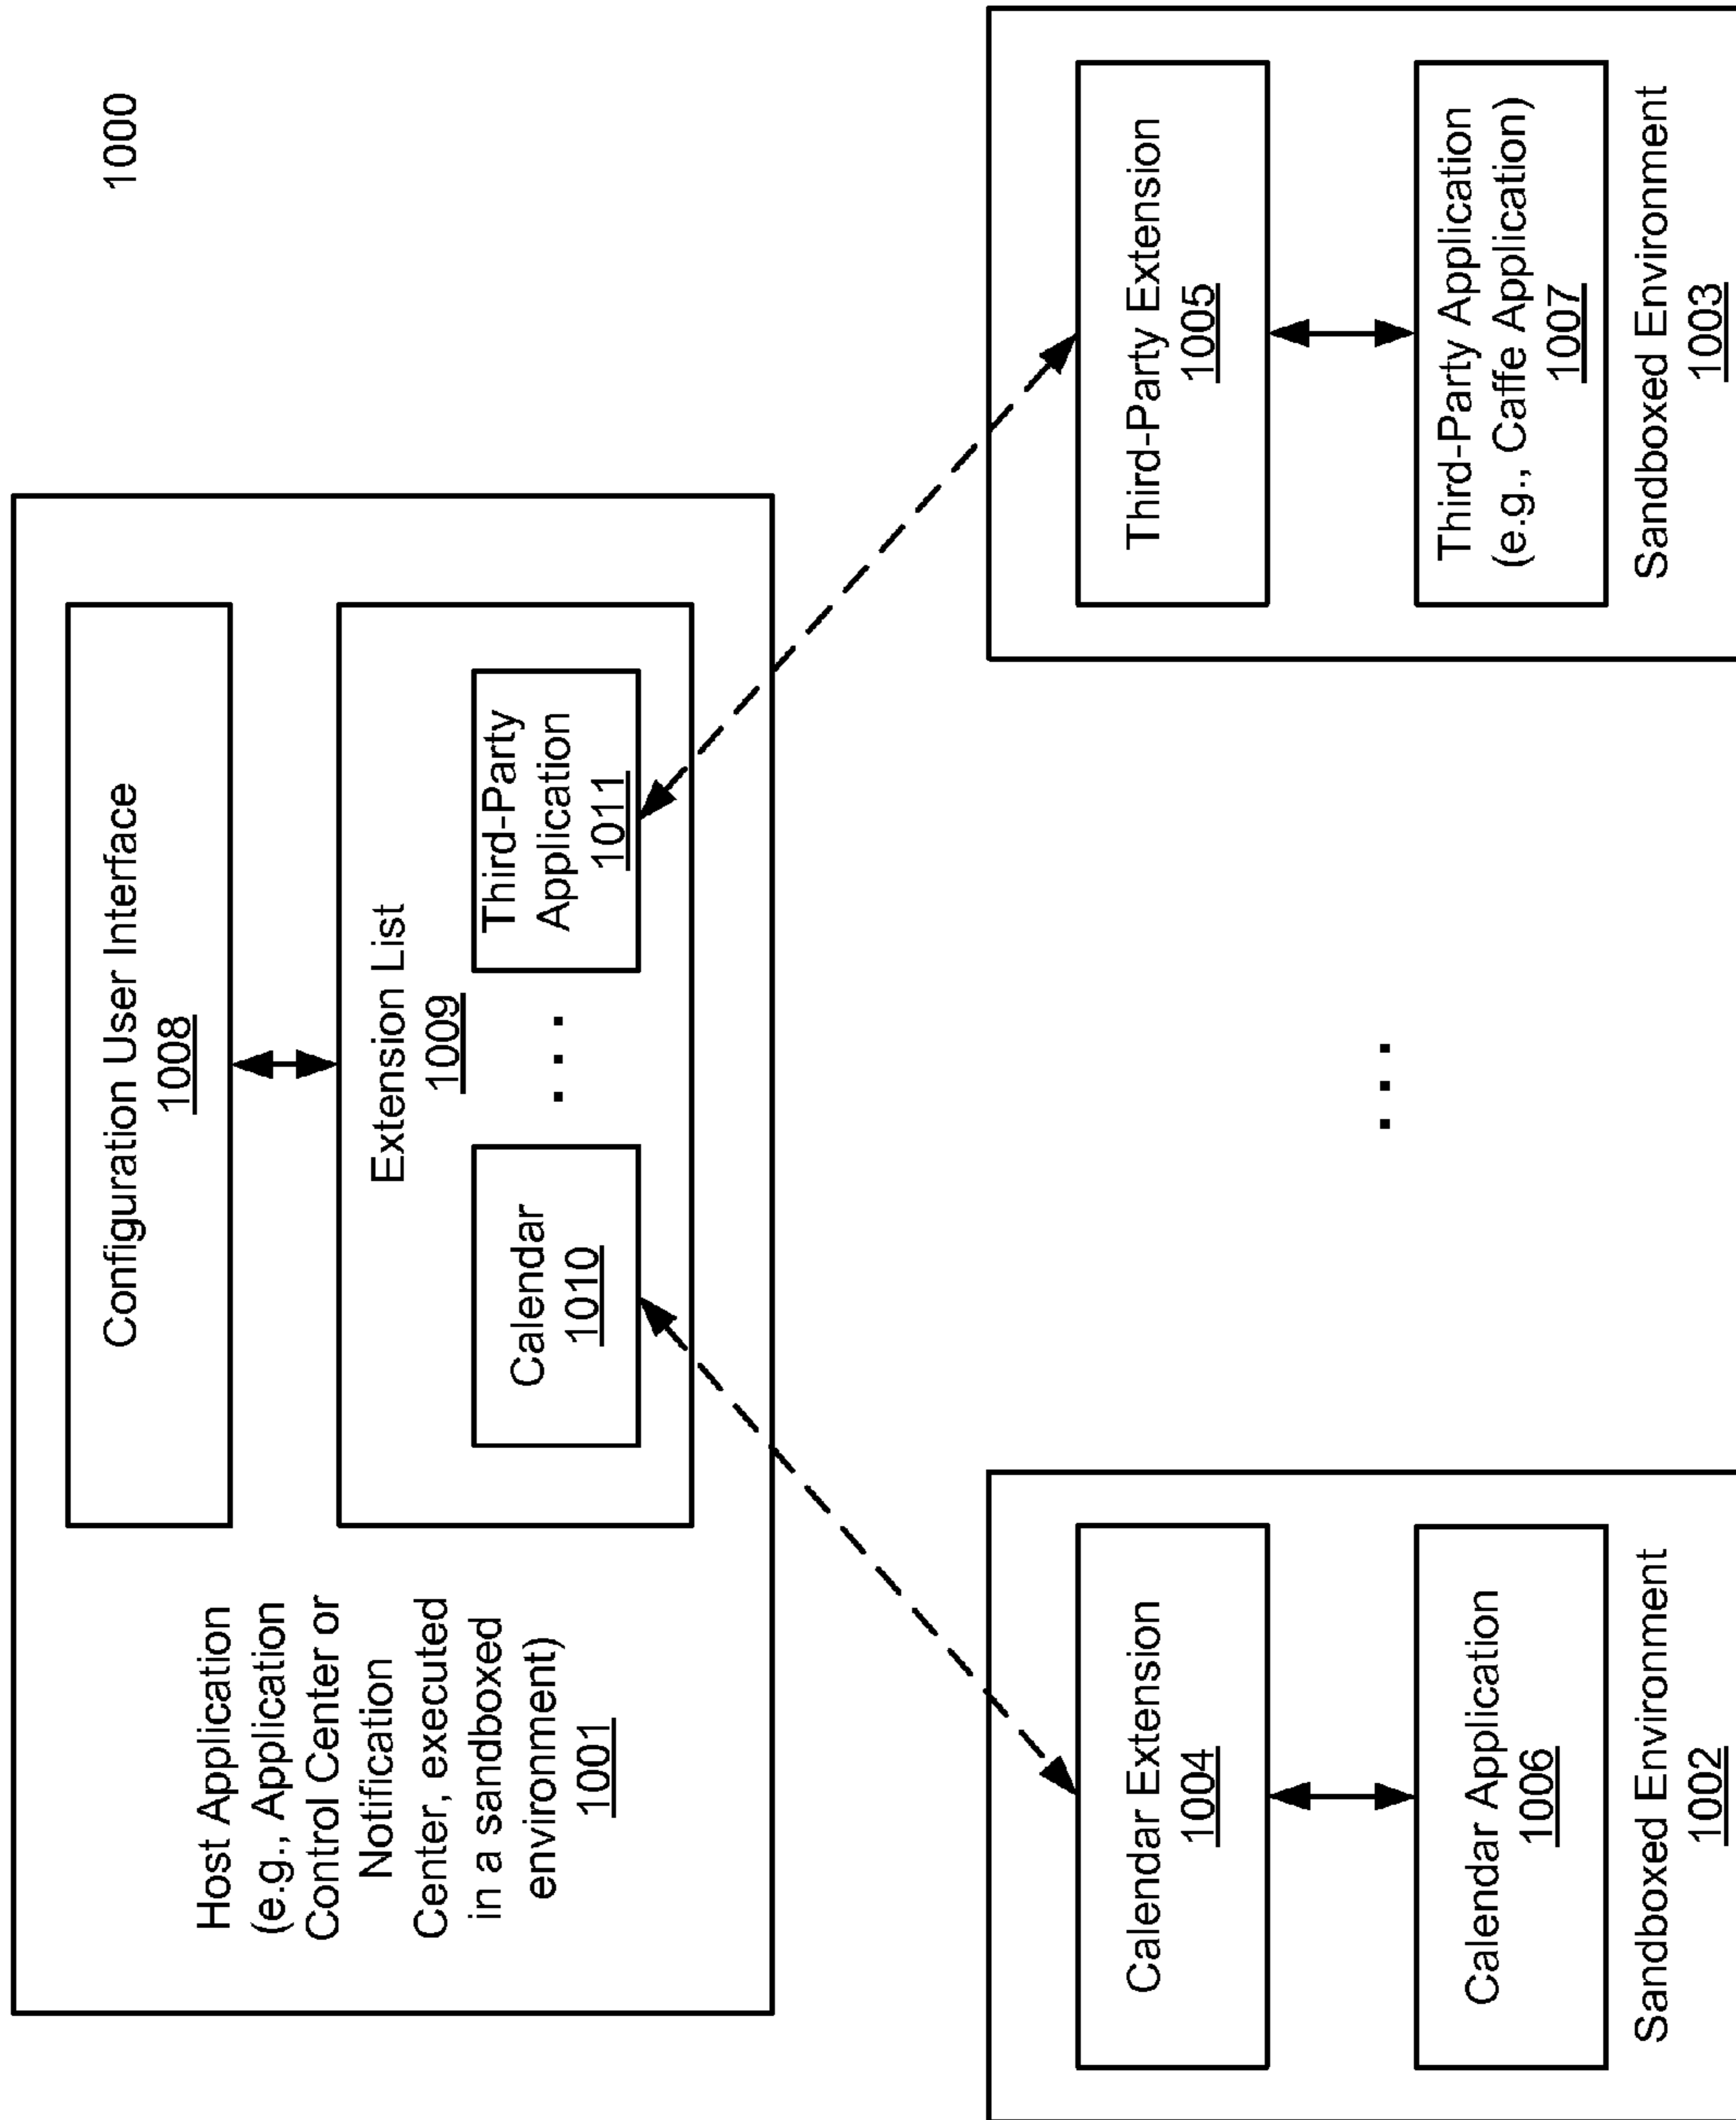 1000
Configuration User Interface
1008
Host Application
(e.g., Application
Control Center or
Notification
Center, executed
in a sandboxed
environment)
1001
Extension List
1009
Calendar
1010
. . .
Third-Party
Application
1011
Calendar Extension
1004
Calendar Application
1006
Sandboxed Environment
1002
. . .
Third-Party Extension
1005
Third-Party Application
(e.g., Caffe Application)
1007
Sandboxed Environment
1003